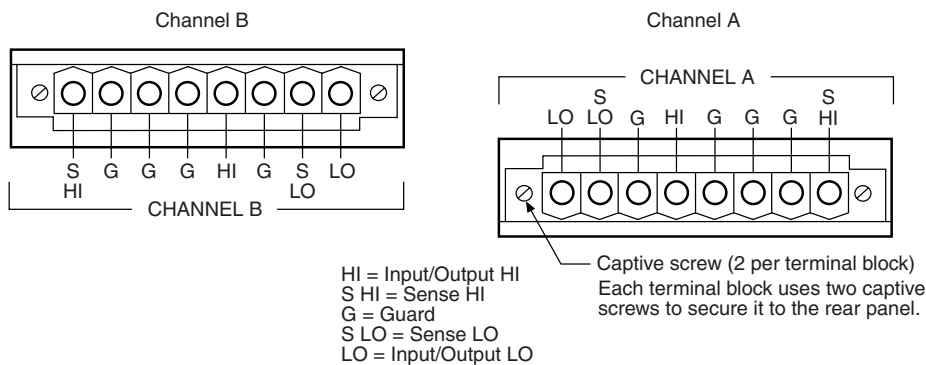 Channel B
S HI G G G HI G S LO LO
CHANNEL B
Channel A
CHANNEL A
LO S LO G HI G G G S HI
Captive screw (2 per terminal block)
Each terminal block uses two captive
screws to secure it to the rear panel.
HI = Input/Output HI
S HI = Sense HI
G = Guard
S LO = Sense LO
LO = Input/Output LO